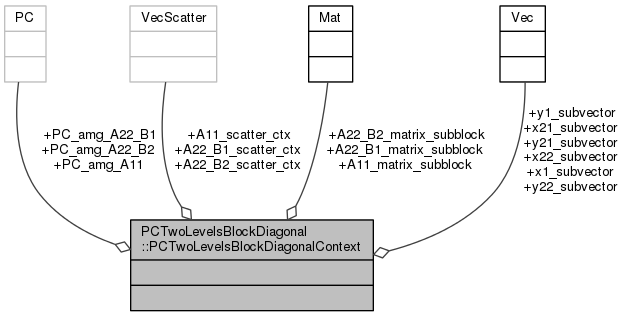 PC
VecScatter
Mat
Vec
+PC_amg_A22_B1
+PC_amg_A22_B2
+PC_amg_A11
+A11_scatter_ctx
+A22_B1_scatter_ctx
+A22_B2_scatter_ctx
+A22_B2_matrix_subblock
+A22_B1_matrix_subblock
+A11_matrix_subblock
+y1_subvector
+x21_subvector
+y21_subvector
+x22_subvector
+x1_subvector
+y22_subvector
PCTwoLevelsBlockDiagonal
::PCTwoLevelsBlockDiagonalContext